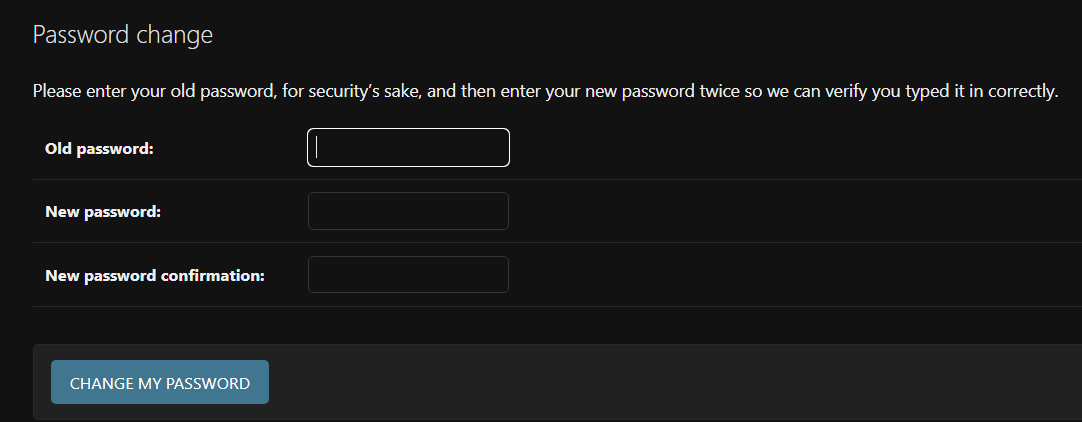 Password change
Please enter your old password, for security’s sake, and then enter your new password twice so we can verify you typed it in correctly.
Old password:
New password:
New password confirmation:
CHANGE MY PASSWORD